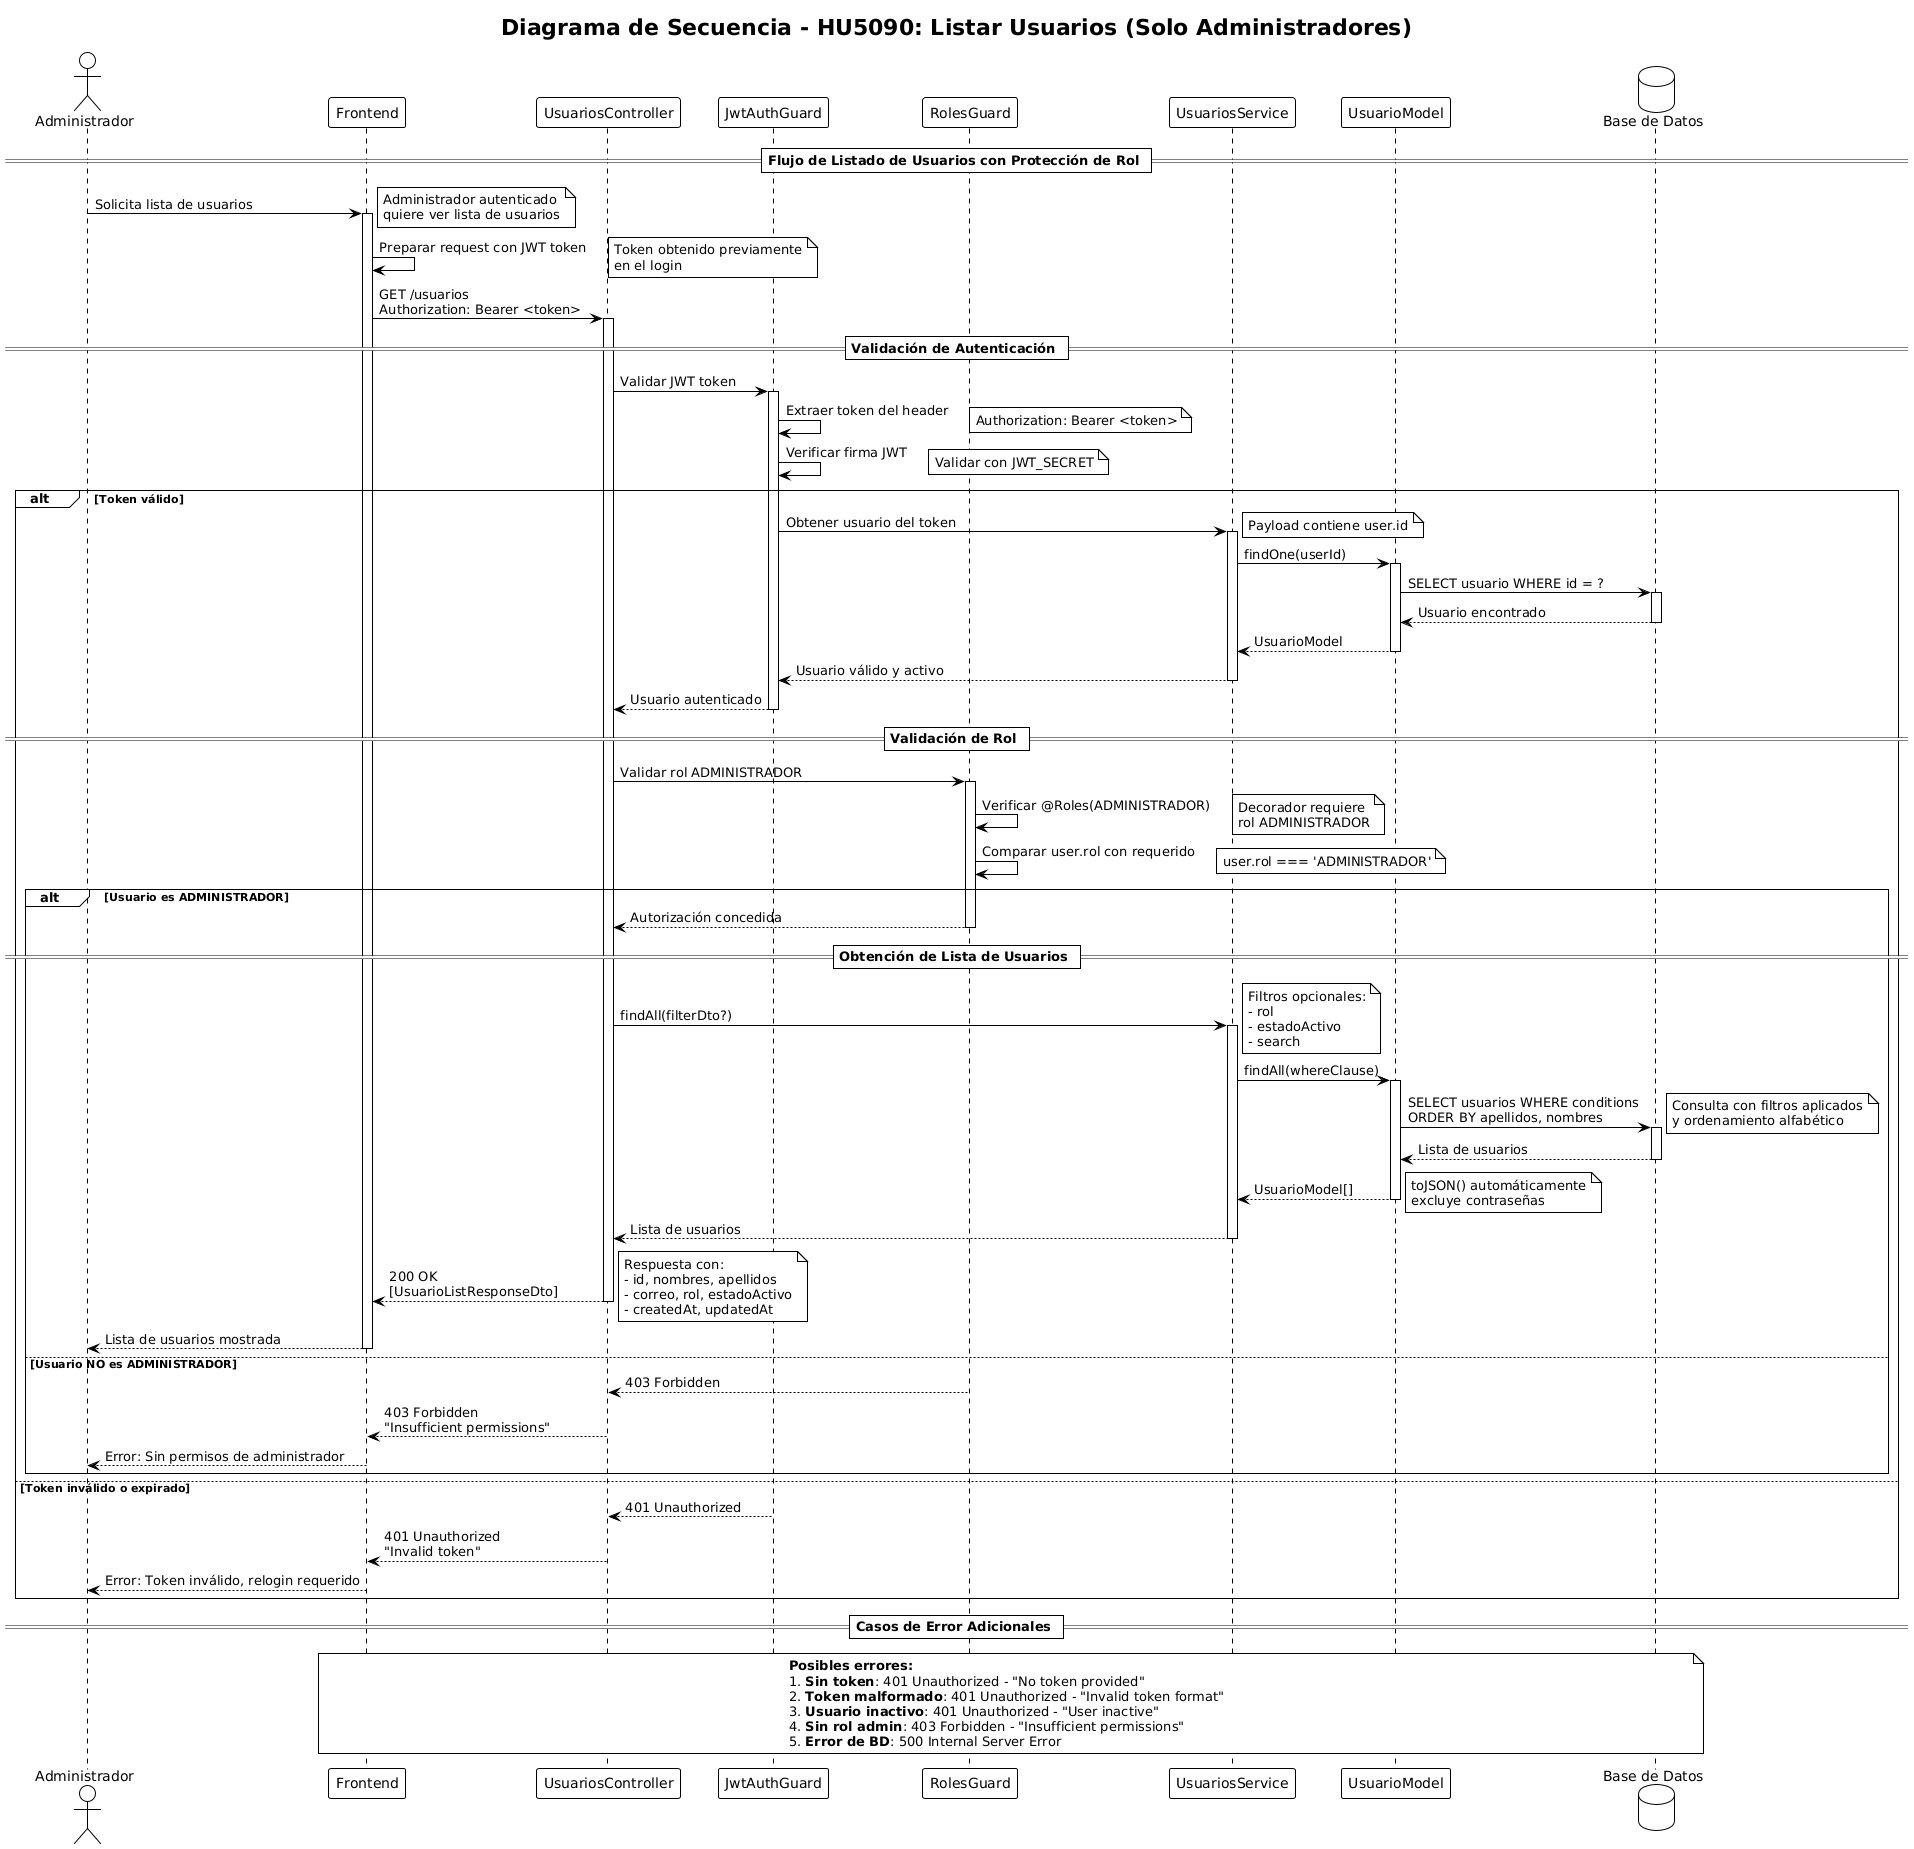 Diagrama de Secuencia - HU5090: Listar Usuarios (Solo Administradores)
Administrador
Frontend
UsuariosController
JwtAuthGuard
RolesGuard
UsuariosService
UsuarioModel
Base de Datos
Flujo de Listado de Usuarios con Protección de Rol
Solicita lista de usuarios
Administrador autenticado
quiere ver lista de usuarios
Preparar request con JWT token
Token obtenido previamente
en el login
GET /usuarios
Authorization: Bearer <token>
Validación de Autenticación
Validar JWT token
Extraer token del header
Authorization: Bearer <token>
Verificar firma JWT
Validar con JWT_SECRET
alt
[Token válido]
Obtener usuario del token
Payload contiene user.id
findOne(userId)
SELECT usuario WHERE id = ?
Usuario encontrado
UsuarioModel
Usuario válido y activo
Usuario autenticado
Validación de Rol
Validar rol ADMINISTRADOR
Verificar @Roles(ADMINISTRADOR)
Decorador requiere
rol ADMINISTRADOR
Comparar user.rol con requerido
user.rol === 'ADMINISTRADOR'
alt
[Usuario es ADMINISTRADOR]
Autorización concedida
Obtención de Lista de Usuarios
findAll(filterDto?)
Filtros opcionales:
- rol
- estadoActivo
- search
findAll(whereClause)
SELECT usuarios WHERE conditions
ORDER BY apellidos, nombres
Consulta con filtros aplicados
y ordenamiento alfabético
Lista de usuarios
UsuarioModel[]
toJSON() automáticamente
excluye contraseñas
Lista de usuarios
200 OK
[UsuarioListResponseDto]
Respuesta con:
- id, nombres, apellidos
- correo, rol, estadoActivo
- createdAt, updatedAt
Lista de usuarios mostrada
[Usuario NO es ADMINISTRADOR]
403 Forbidden
403 Forbidden
"Insufficient permissions"
Error: Sin permisos de administrador
[Token inválido o expirado]
401 Unauthorized
401 Unauthorized
"Invalid token"
Error: Token inválido, relogin requerido
Casos de Error Adicionales
Posibles errores:
1. Sin token: 401 Unauthorized - "No token provided"
2. Token malformado: 401 Unauthorized - "Invalid token format"
3. Usuario inactivo: 401 Unauthorized - "User inactive"
4. Sin rol admin: 403 Forbidden - "Insufficient permissions"
5. Error de BD: 500 Internal Server Error
Administrador
Frontend
UsuariosController
JwtAuthGuard
RolesGuard
UsuariosService
UsuarioModel
Base de Datos